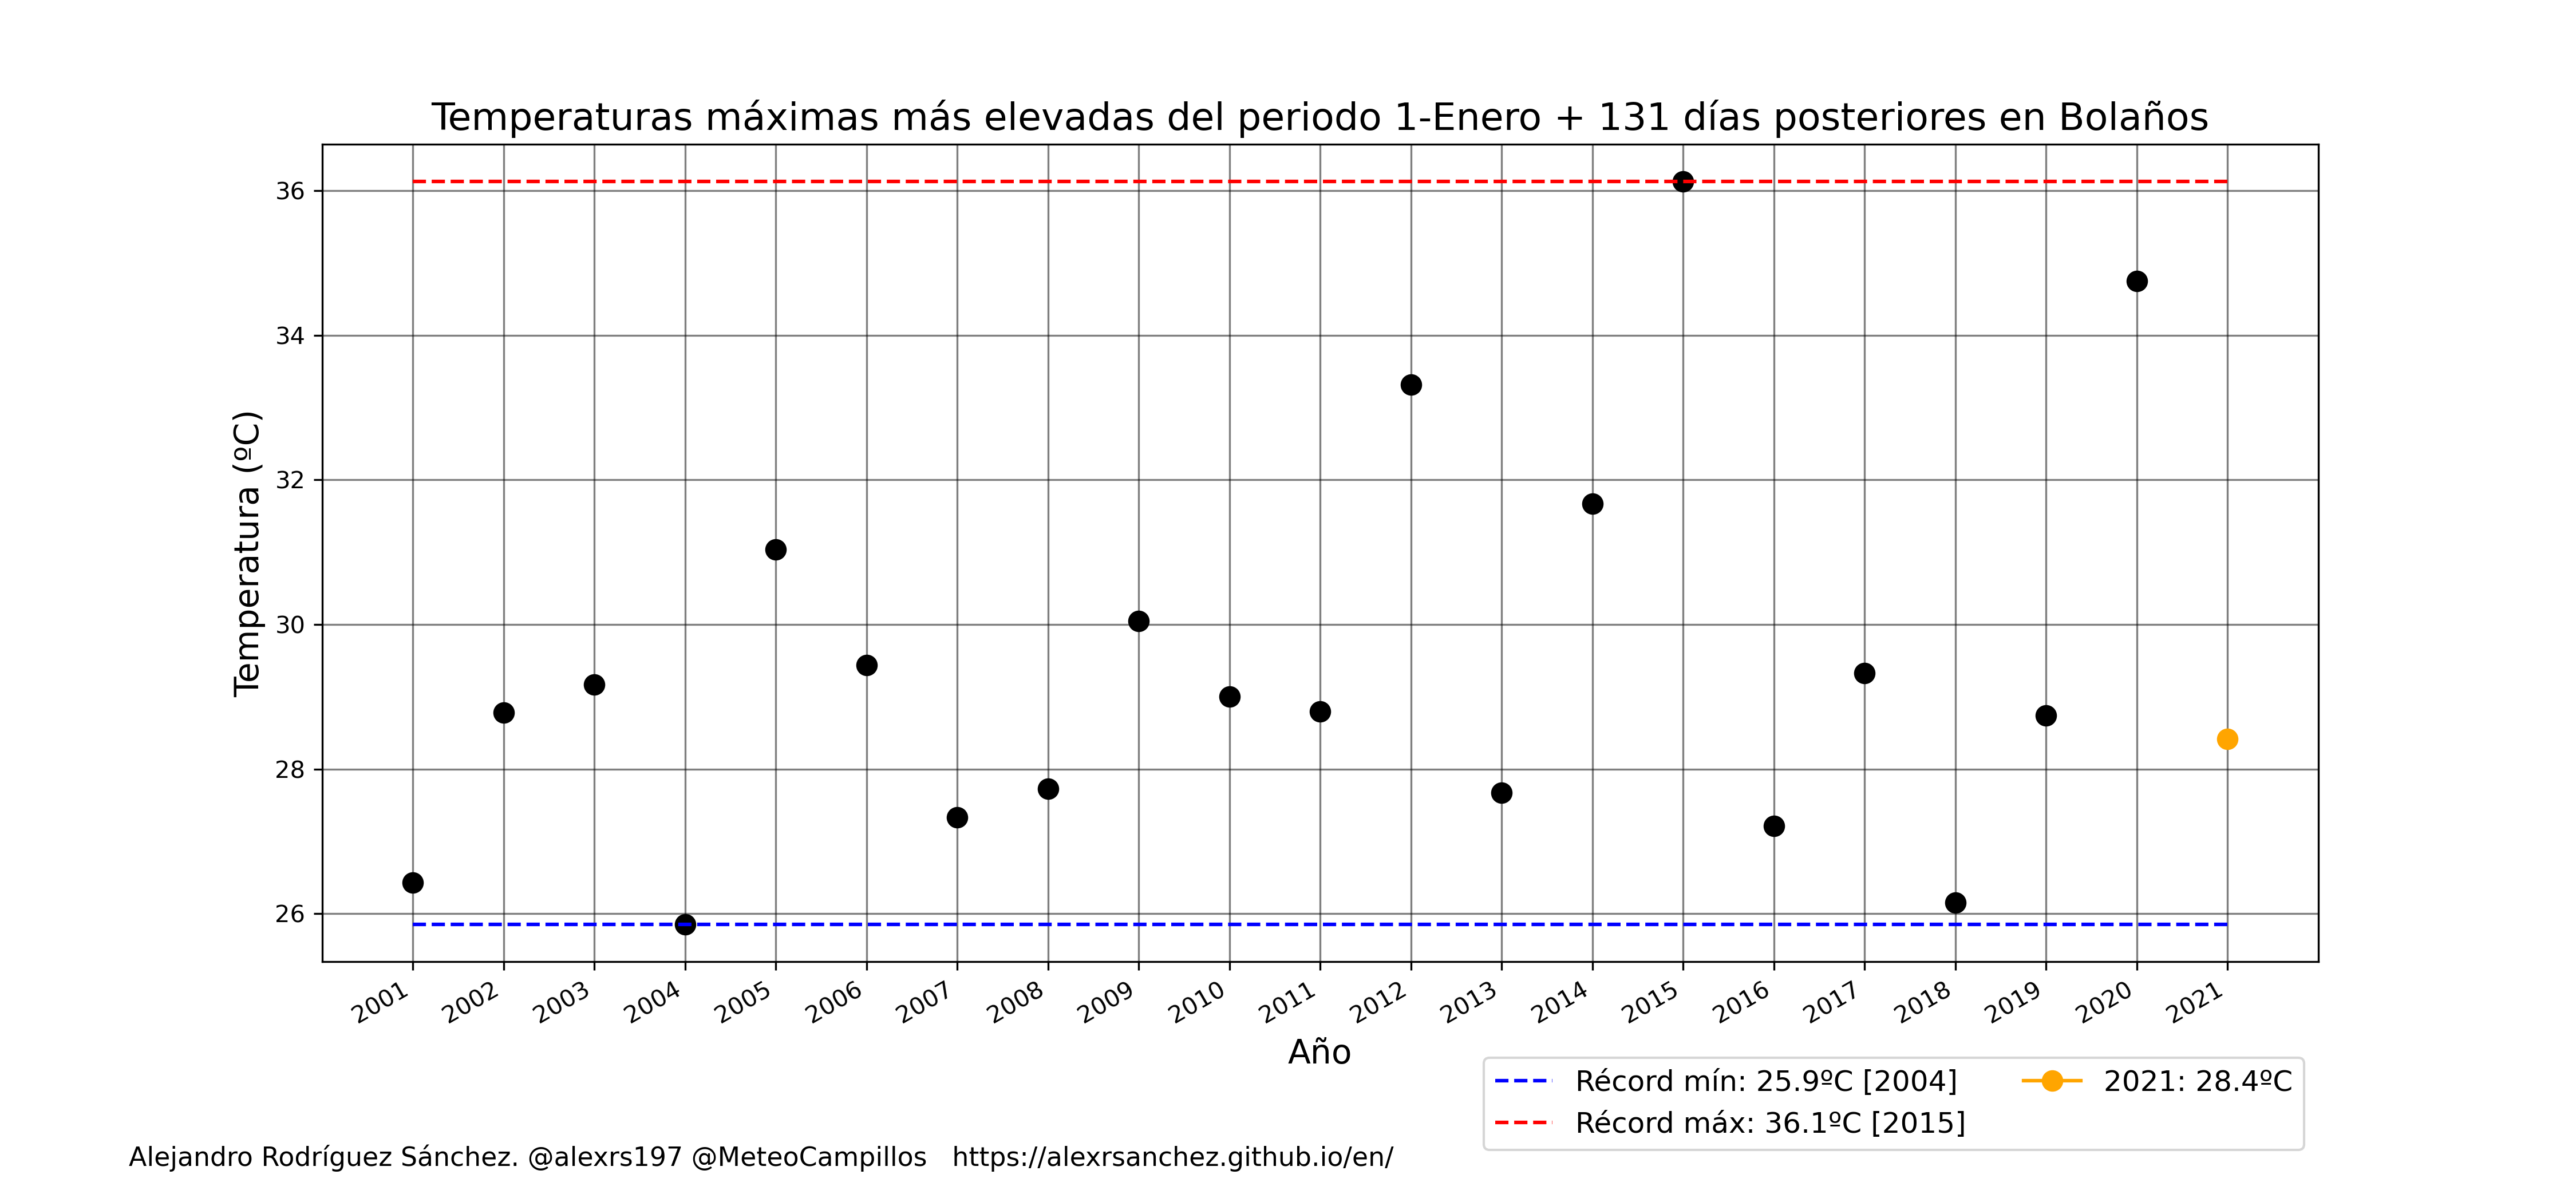 Temperaturas máximas más elevadas del periodo 1-Enero + 131 días posteriores en Bolaños
Temperatura (ºC)
36
34
32
30
28
26
2001 2002 2003 2004 2005 2006 2007 2008 2009 2010 2011 2012 2013 2014 2015 2016 2017 2018 2019 2020 2021
Año
Récord mín: 25.9ºC [2004]
Récord máx: 36.1ºC [2015]
2021: 28.4ºC
Alejandro Rodríguez Sánchez. @alexrs197 @MeteoCampillos https://alexrsanchez.github.io/en/